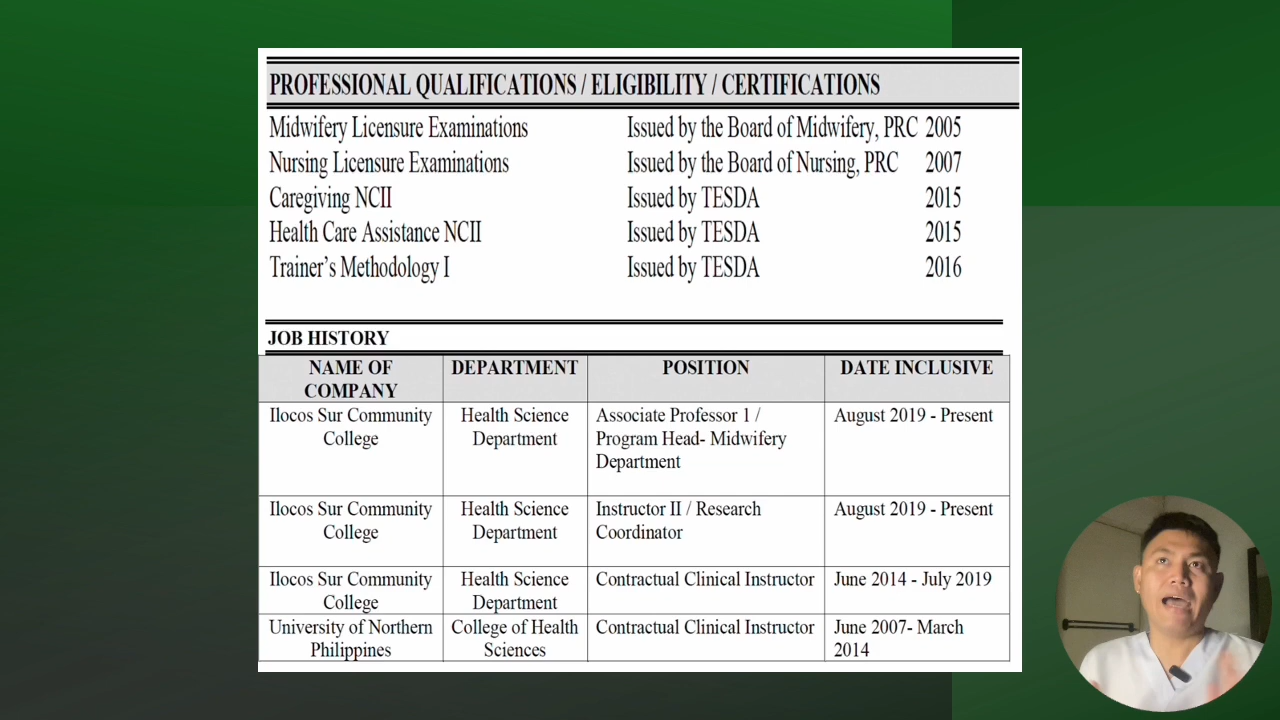 PROFESSIONAL QUALIFICATIONS / ELIGIBILITY / CERTIFICATIONS
Midwifery Licensure Examinations Issued by the Board of Midwifery, PRC 2005
Nursing Licensure Examinations Issued by the Board of Nursing, PRC 2007
Caregiving NCII Issued by TESDA 2015
Health Care Assistance NCII Issued by TESDA 2015
Trainer's Methodology I Issued by TESDA 2016
JOB HISTORY
NAME OF COMPANY DEPARTMENT POSITION DATE INCLUSIVE
Ilocos Sur Community College Health Science Department Associate Professor 1 / Program Head- Midwifery Department August 2019 - Present
Ilocos Sur Community College Health Science Department Instructor II / Research Coordinator August 2019 - Present
Ilocos Sur Community College Health Science Department Contractual Clinical Instructor June 2014 - July 2019
University of Northern Philippines College of Health Sciences Contractual Clinical Instructor June 2007- March 2014